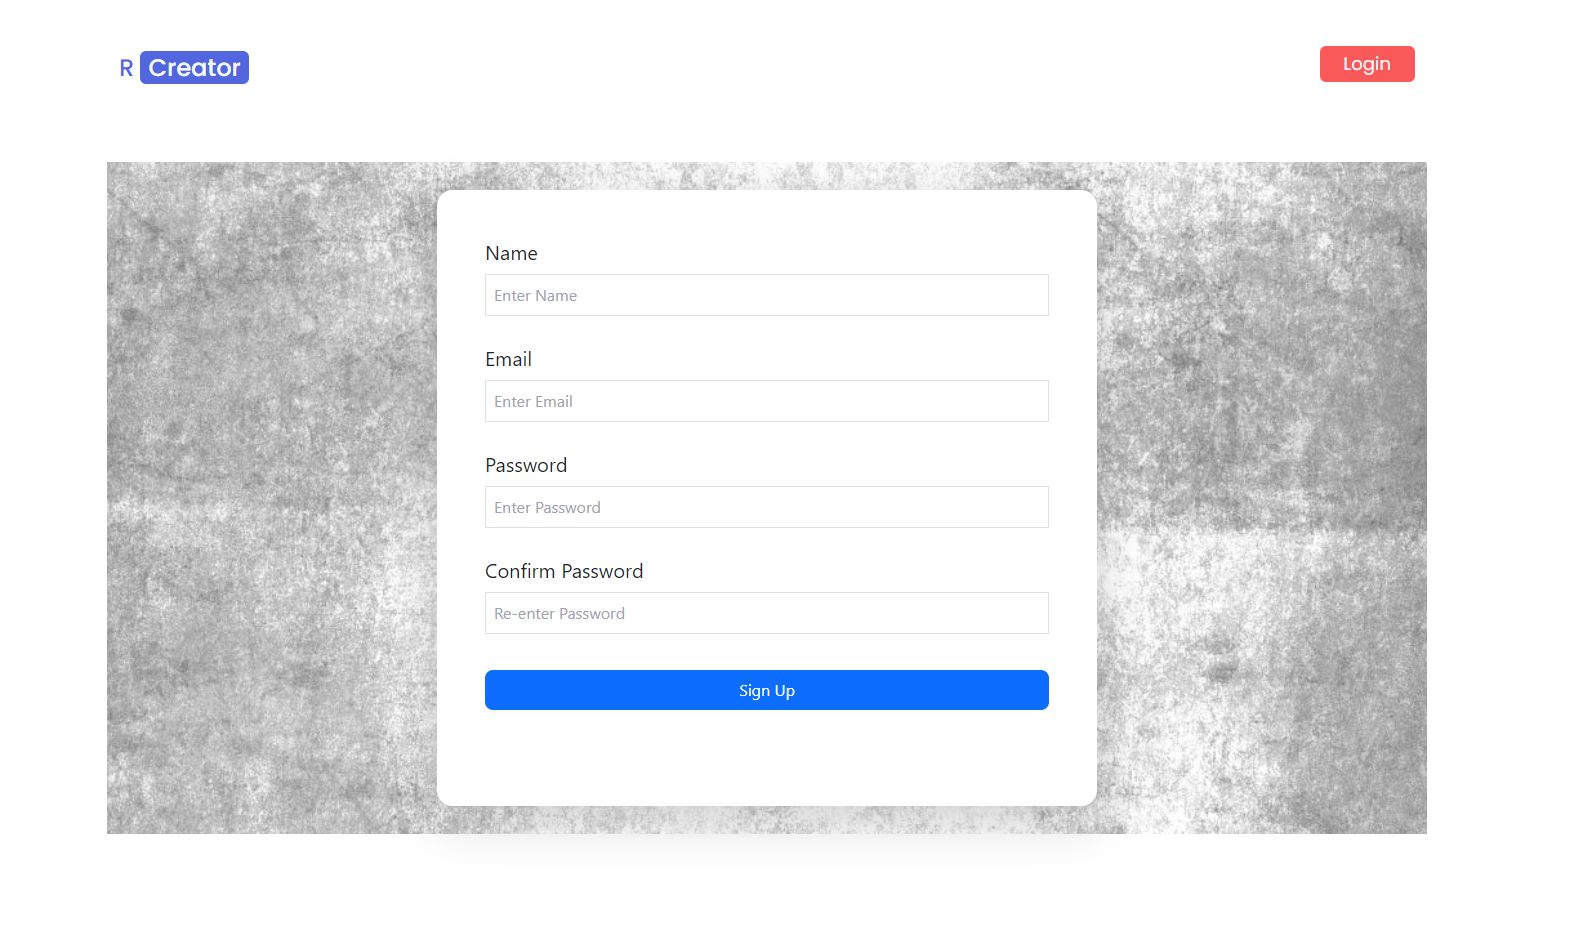 R Creator
Login
Name
Enter Name
Email
Enter Email
Password
Enter Password
Confirm Password
Re-enter Password
Sign Up